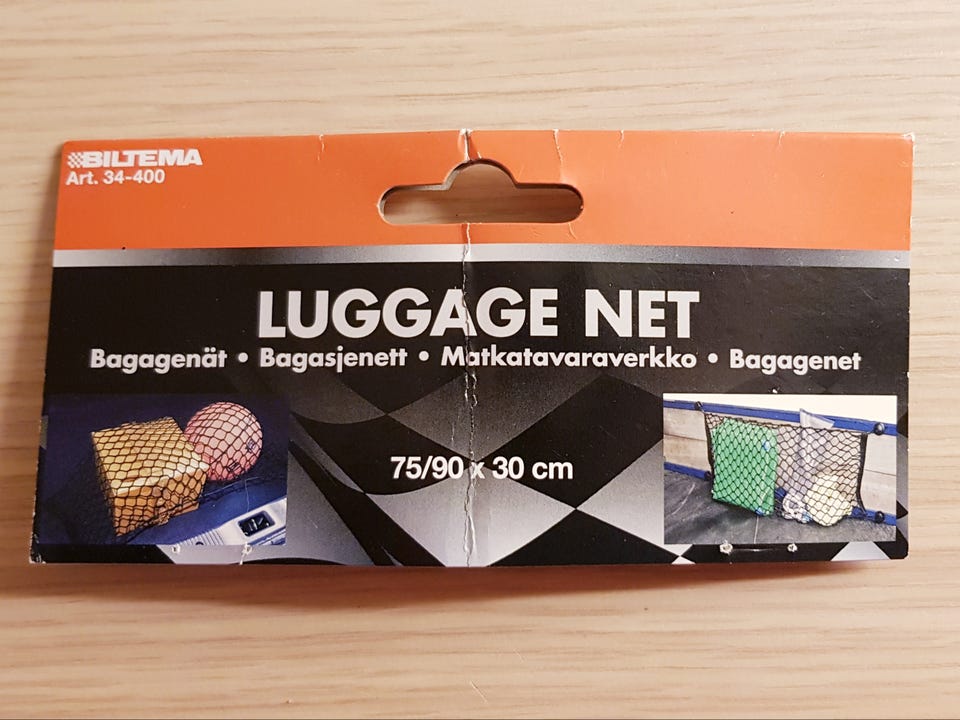 BILTEMA
Art. 34-400
LUGGAGE NET
Bagagenät • Bagasjenett • Matkatavaraverkko • Bagagenet
75/90 x 30 cm